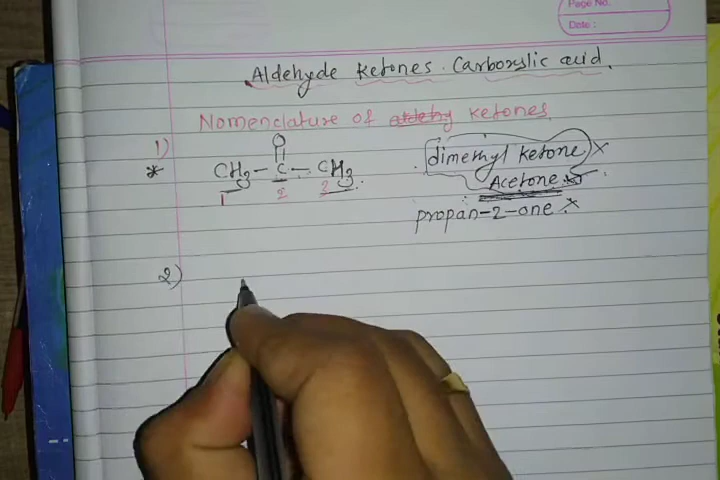 Page No.
Date :
Aldehyde Ketones Carboxylic acid.
Nomenclature of ketones
1)
O
* CH3 - C - CH3
1 2 3
dimethyl ketone
Acetone
propan-2-one
2)